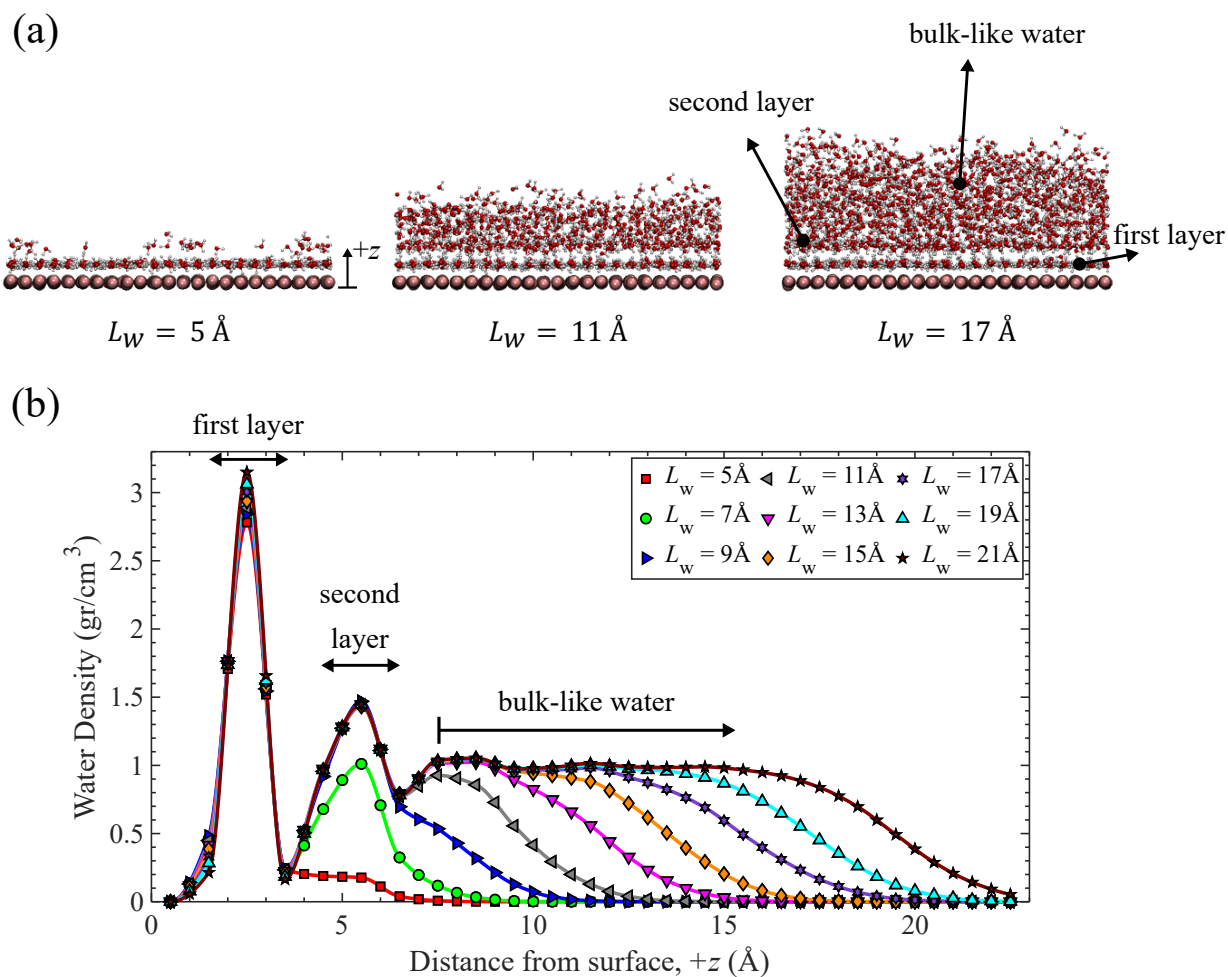 (a)
bulk-like water
second layer
first layer
+z
L_W = 5 Å
L_W = 11 Å
L_W = 17 Å
(b)
first layer
second
layer
bulk-like water
L_w = 5Å
L_w = 11Å
L_w = 17Å
L_w = 7Å
L_w = 13Å
L_w = 19Å
L_w = 9Å
L_w = 15Å
L_w = 21Å
Water Density (gr/cm³)
3
2.5
2
1.5
1
0.5
0
0
5
10
15
20
Distance from surface, +z (Å)